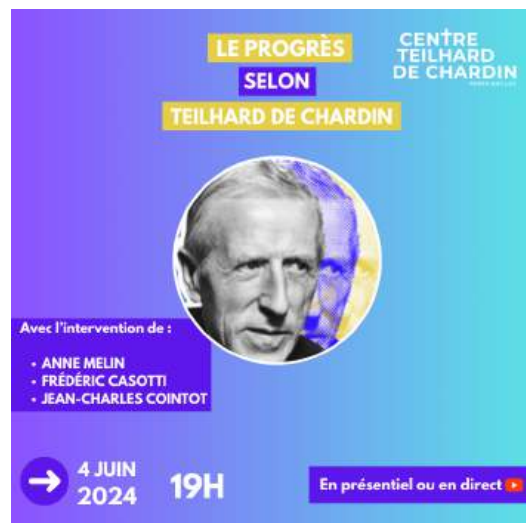 LE PROGRÈS
SELON
TEILHARD DE CHARDIN
CENTRE
TEILHARD
DE CHARDIN
Avec l'intervention de :
• ANNE MELIN
• FRÉDÉRIC CASOTTI
• JEAN-CHARLES COINTOT
4 JUIN
2024
19H
En présentiel ou en direct